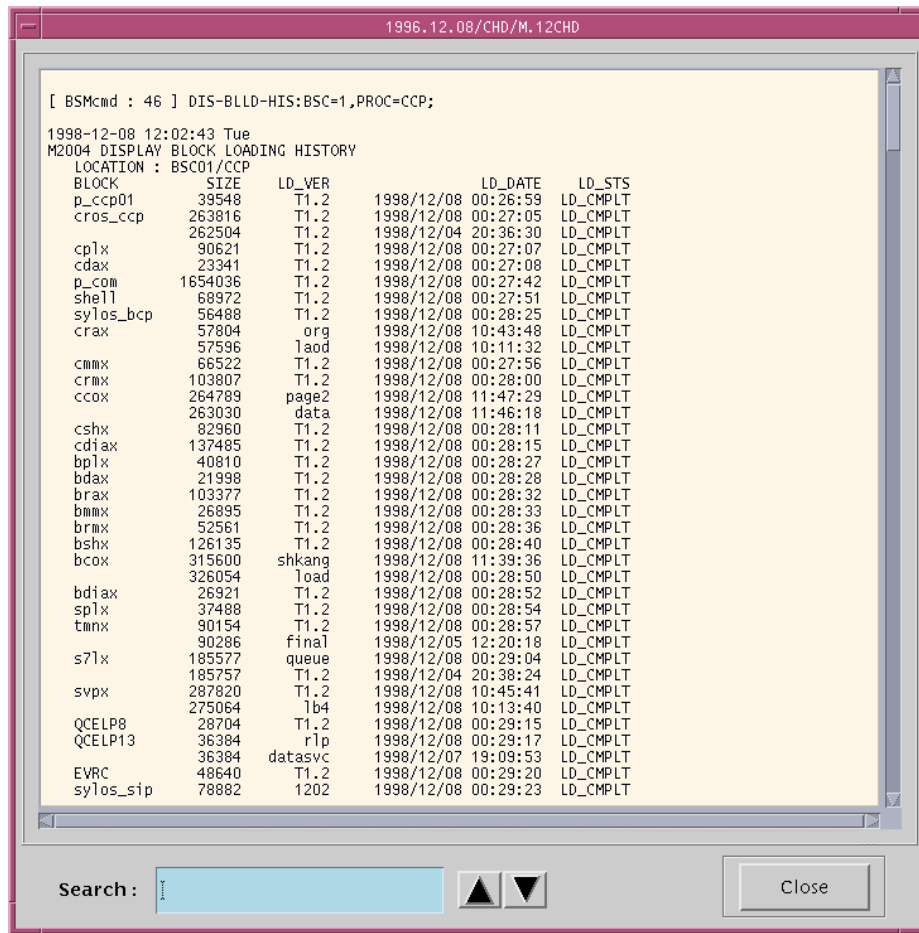 1996.12.08/CHD/M.12CHD
[ BSMcmd : 46 ] DIS-BLLD-HIS:BSC=1,PROC=CCP;
1998-12-08 12:02:43 Tue
M2004 DISPLAY BLOCK LOADING HISTORY
LOCATION : BSC01/CCP
BLOCK SIZE LD_VER LD_DATE LD_STS
p_ccp01 39548 T1.2 1998/12/08 00:26:59 LD_CMPLT
cros_ccp 263816 T1.2 1998/12/08 00:27:05 LD_CMPLT
262504 T1.2 1998/12/04 20:36:30 LD_CMPLT
cplx 90621 T1.2 1998/12/08 00:27:07 LD_CMPLT
cdax 23341 T1.2 1998/12/08 00:27:08 LD_CMPLT
p_com 1654036 T1.2 1998/12/08 00:27:42 LD_CMPLT
shell 68972 T1.2 1998/12/08 00:27:51 LD_CMPLT
sylos_bcp 56488 T1.2 1998/12/08 00:28:25 LD_CMPLT
crax 57804 org 1998/12/08 10:43:48 LD_CMPLT
57596 laod 1998/12/08 10:11:32 LD_CMPLT
cmmx 66522 T1.2 1998/12/08 00:27:56 LD_CMPLT
crmx 103807 T1.2 1998/12/08 00:28:00 LD_CMPLT
ccox 264789 page2 1998/12/08 11:47:29 LD_CMPLT
263030 data 1998/12/08 11:46:18 LD_CMPLT
cshx 82960 T1.2 1998/12/08 00:28:11 LD_CMPLT
cdiax 137485 T1.2 1998/12/08 00:28:15 LD_CMPLT
bplx 40810 T1.2 1998/12/08 00:28:27 LD_CMPLT
bdax 21998 T1.2 1998/12/08 00:28:28 LD_CMPLT
brax 103377 T1.2 1998/12/08 00:28:32 LD_CMPLT
bmmx 26895 T1.2 1998/12/08 00:28:33 LD_CMPLT
brmx 52561 T1.2 1998/12/08 00:28:36 LD_CMPLT
bshx 126135 T1.2 1998/12/08 00:28:40 LD_CMPLT
bcox 315600 shkang 1998/12/08 11:39:36 LD_CMPLT
326054 load 1998/12/08 00:28:50 LD_CMPLT
bdiax 26921 T1.2 1998/12/08 00:28:52 LD_CMPLT
splx 37488 T1.2 1998/12/08 00:28:54 LD_CMPLT
tmnx 90154 T1.2 1998/12/08 00:28:57 LD_CMPLT
90286 final 1998/12/05 12:20:18 LD_CMPLT
s7lx 185577 queue 1998/12/08 00:29:04 LD_CMPLT
185757 T1.2 1998/12/04 20:38:24 LD_CMPLT
svpx 287820 T1.2 1998/12/08 10:45:41 LD_CMPLT
275064 lb4 1998/12/08 10:13:40 LD_CMPLT
QCELP8 28704 T1.2 1998/12/08 00:29:15 LD_CMPLT
QCELP13 36384 rlp 1998/12/08 00:29:17 LD_CMPLT
36384 datasvc 1998/12/07 19:09:53 LD_CMPLT
EVRC 48640 T1.2 1998/12/08 00:29:20 LD_CMPLT
sylos_sip 78882 1202 1998/12/08 00:29:23 LD_CMPLT
Search :
Close